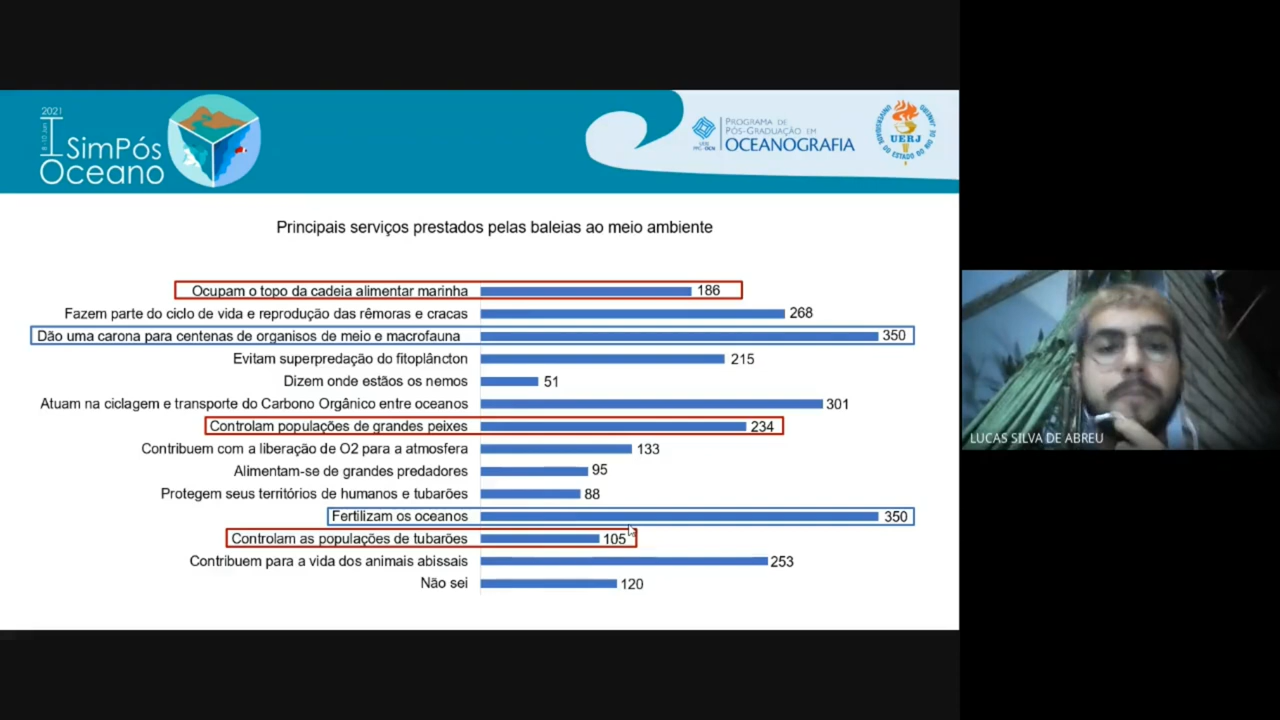 2021
SimPós
Oceano
PROGRAMA DE
PÓS-GRADUAÇÃO EM
OCEANOGRAFIA
UERJ
Principais serviços prestados pelas baleias ao meio ambiente
Ocupam o topo da cadeia alimentar marinha 186
Fazem parte do ciclo de vida e reprodução das rêmoras e cracas 268
Dão uma carona para centenas de organisos de meio e macrofauna 350
Evitam superpredação do fitoplâncton 215
Dizem onde estãos os nemos 51
Atuam na ciclagem e transporte do Carbono Orgânico entre oceanos 301
Controlam populações de grandes peixes 234
Contribuem com a liberação de O2 para a atmosfera 133
Alimentam-se de grandes predadores 95
Protegem seus territórios de humanos e tubarões 88
Fertilizam os oceanos 350
Controlam as populações de tubarões 105
Contribuem para a vida dos animais abissais 253
Não sei 120
LUCAS SILVA DE ABREU